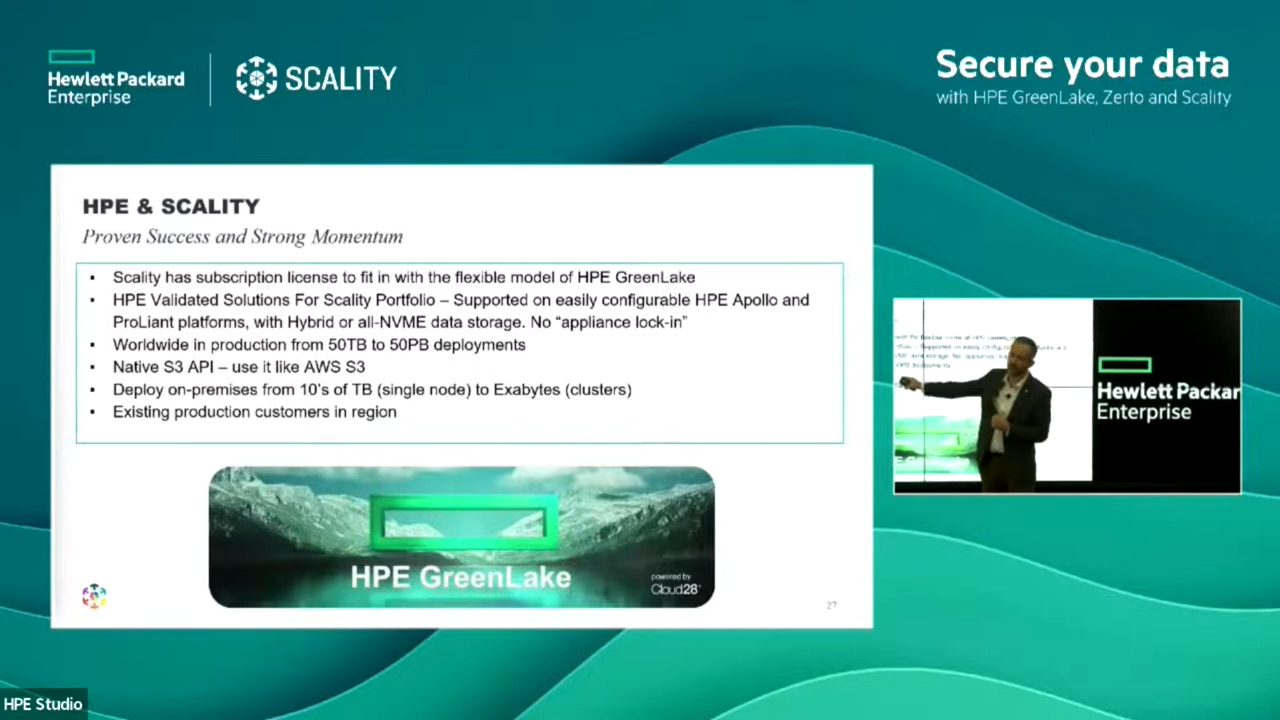 Hewlett Packard
Enterprise
SCALITY
Secure your data
with HPE GreenLake, Zerto and Scality
HPE & SCALITY
Proven Success and Strong Momentum
▪ Scality has subscription license to fit in with the flexible model of HPE GreenLake
▪ HPE Validated Solutions For Scality Portfolio – Supported on easily configurable HPE Apollo and
ProLiant platforms, with Hybrid or all-NVME data storage. No “appliance lock-in”
▪ Worldwide in production from 50TB to 50PB deployments
▪ Native S3 API – use it like AWS S3
▪ Deploy on-premises from 10's of TB (single node) to Exabytes (clusters)
▪ Existing production customers in region
HPE GreenLake
powered by
Cloud28+
27
Hewlett Packar
Enterprise
HPE Studio